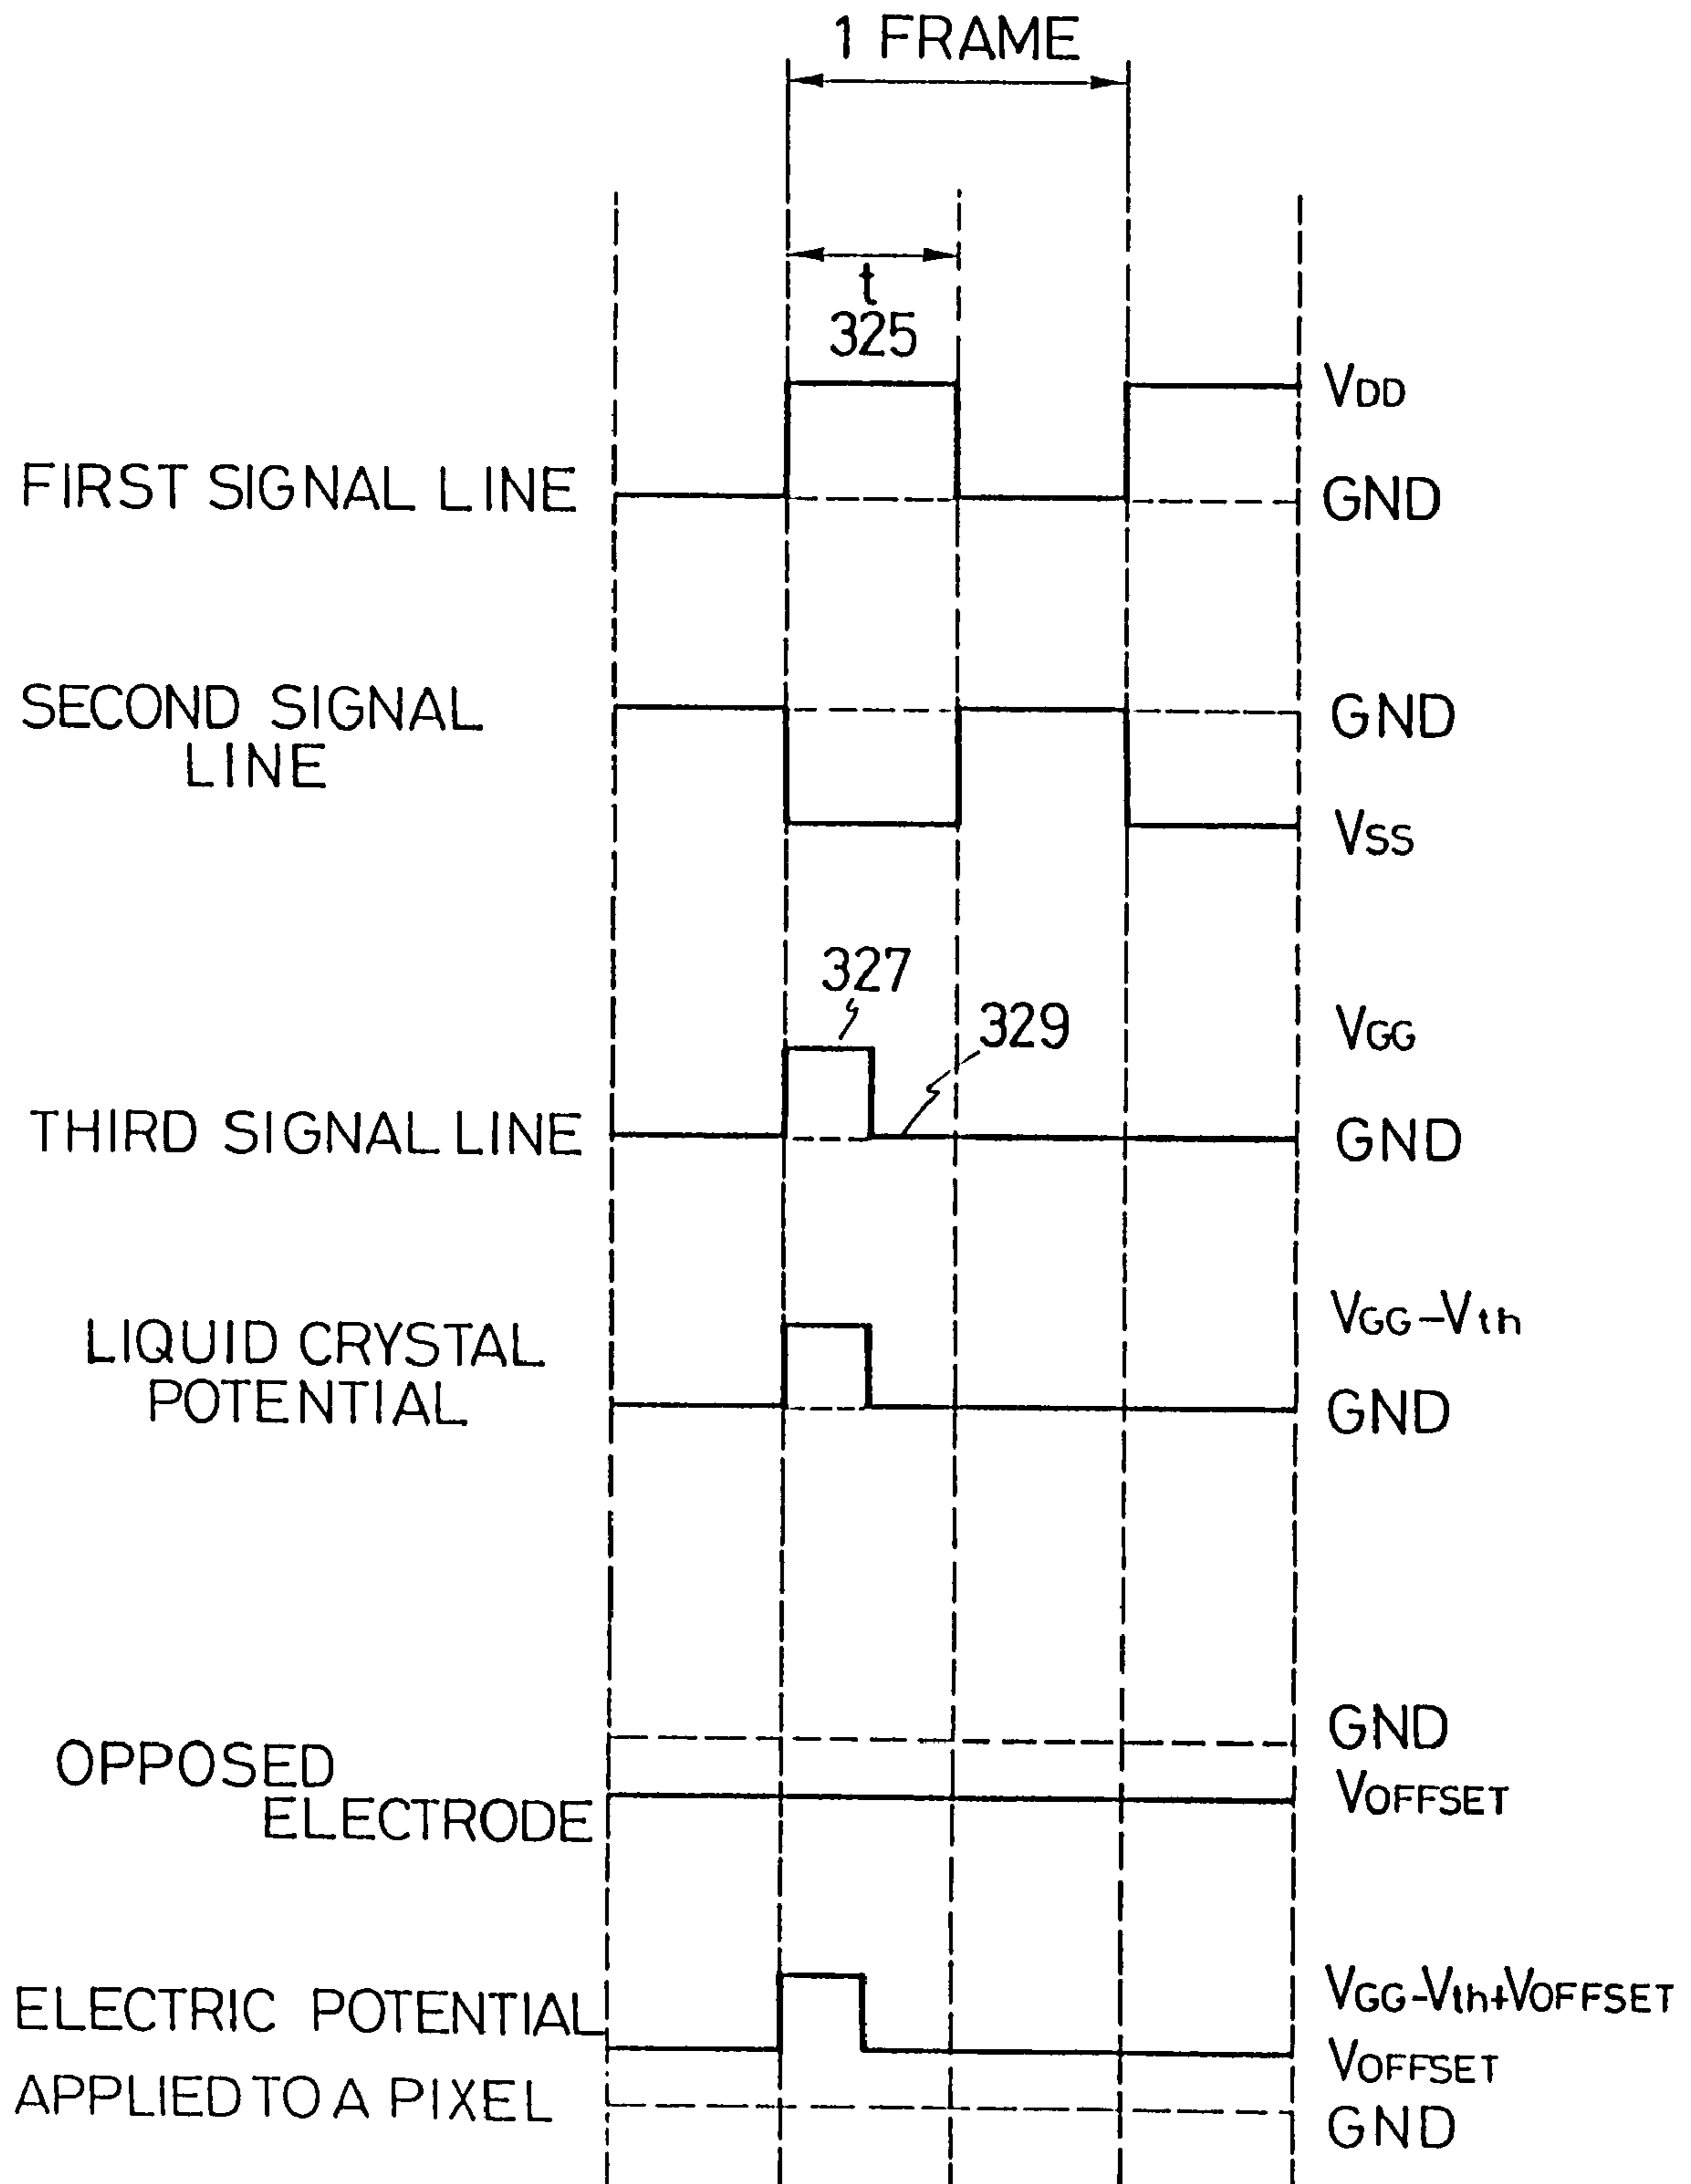 1 FRAME
t
325
VDD
FIRST SIGNAL LINE
GND
SECOND SIGNAL
LINE
GND
VSS
327
329
VGG
THIRD SIGNAL LINE
GND
LIQUID CRYSTAL
POTENTIAL
VGG-Vth
GND
OPPOSED
ELECTRODE
GND
VOFFSET
ELECTRIC POTENTIAL
APPLIED TO A PIXEL
VGG-Vth+VOFFSET
VOFFSET
GND